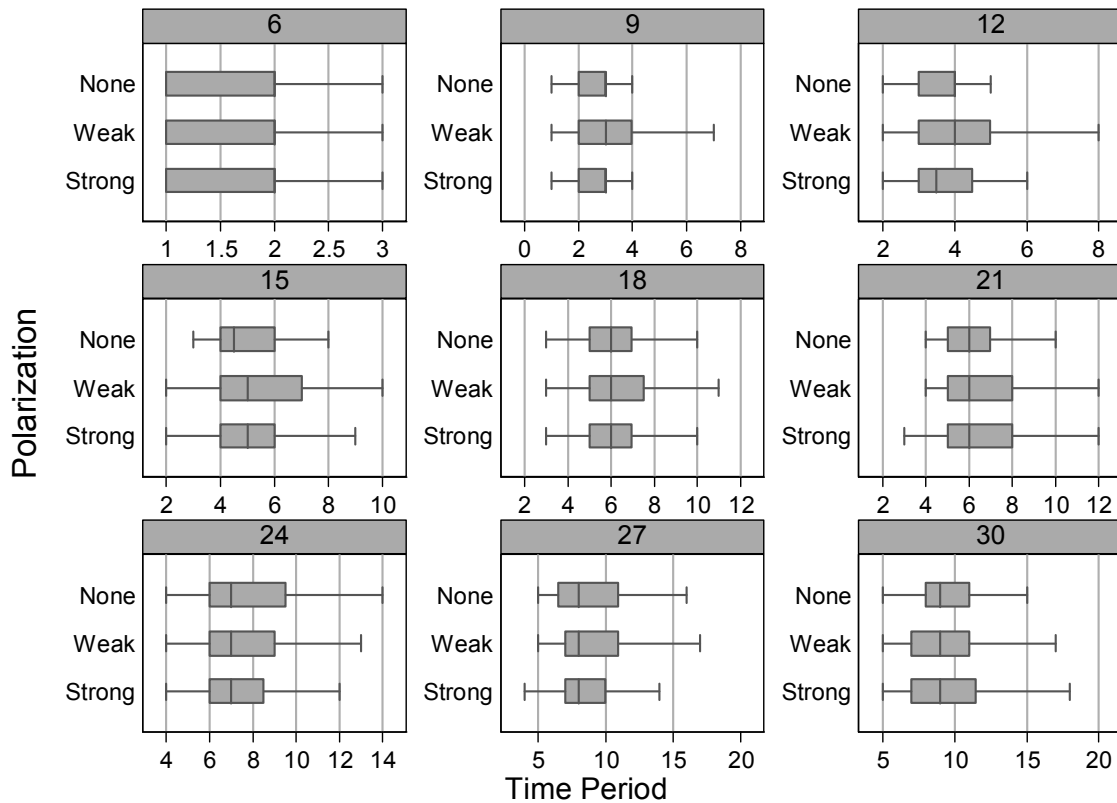 6
None
Weak
Strong
1 1.5 2 2.5 3
9
None
Weak
Strong
0 2 4 6 8
12
None
Weak
Strong
2 4 6 8
15
None
Weak
Strong
2 4 6 8 10
18
None
Weak
Strong
2 4 6 8 10 12
21
None
Weak
Strong
2 4 6 8 10 12
24
None
Weak
Strong
4 6 8 10 12 14
27
None
Weak
Strong
5 10 15 20
30
None
Weak
Strong
5 10 15 20
Polarization
Time Period